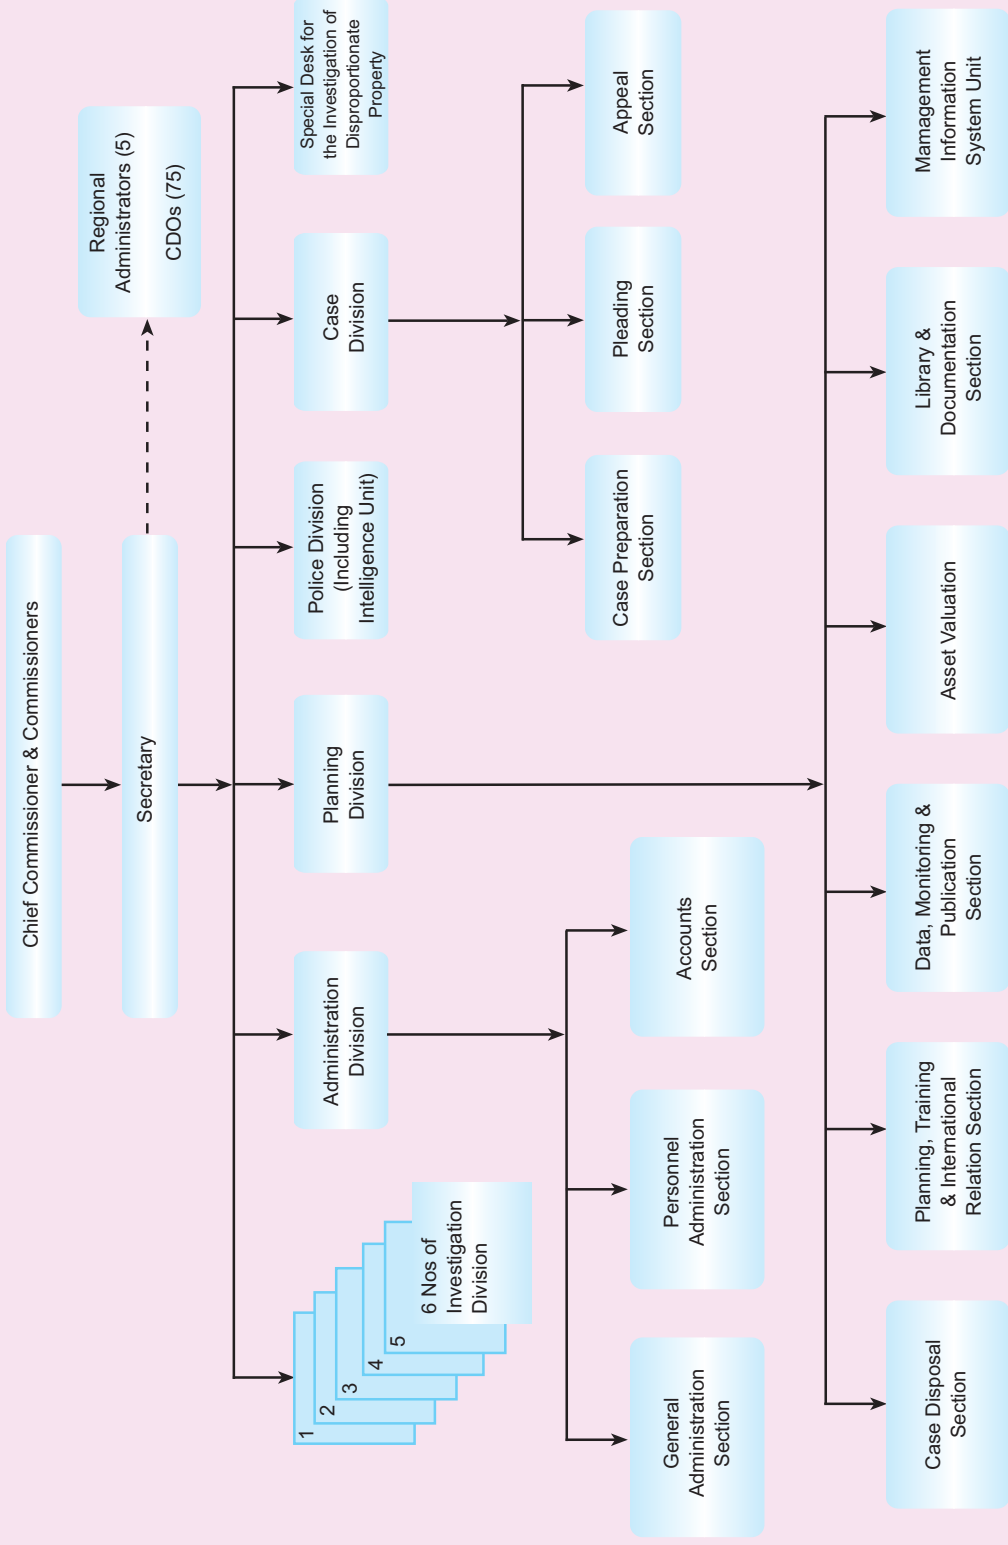 Chief Commissioner & Commissioners
Secretary
Regional
Administrators (5)
CDOs (75)
1
2
3
4
5
6 Nos of
Investigation
Division
Administration
Division
Planning
Division
Police Division
(Including
Intelligence Unit)
Case
Division
Special Desk for
the Investigation of
Disproportionate
Property
General
Administration
Section
Personnel
Administration
Section
Accounts
Section
Case Preparation
Section
Pleading
Section
Appeal
Section
Case Disposal
Section
Planning, Training
& International
Relation Section
Data, Monitoring &
Publication
Section
Asset Valuation
Library &
Documentation
Section
Mamagement
Information
System Unit